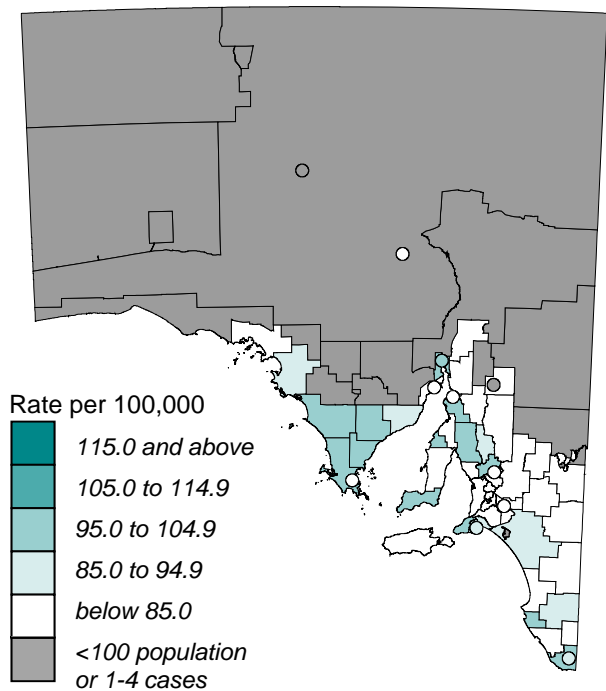 Rate per 100,000
115.0 and above
105.0 to 114.9
95.0 to 104.9
85.0 to 94.9
below 85.0
<100 population
or 1-4 cases